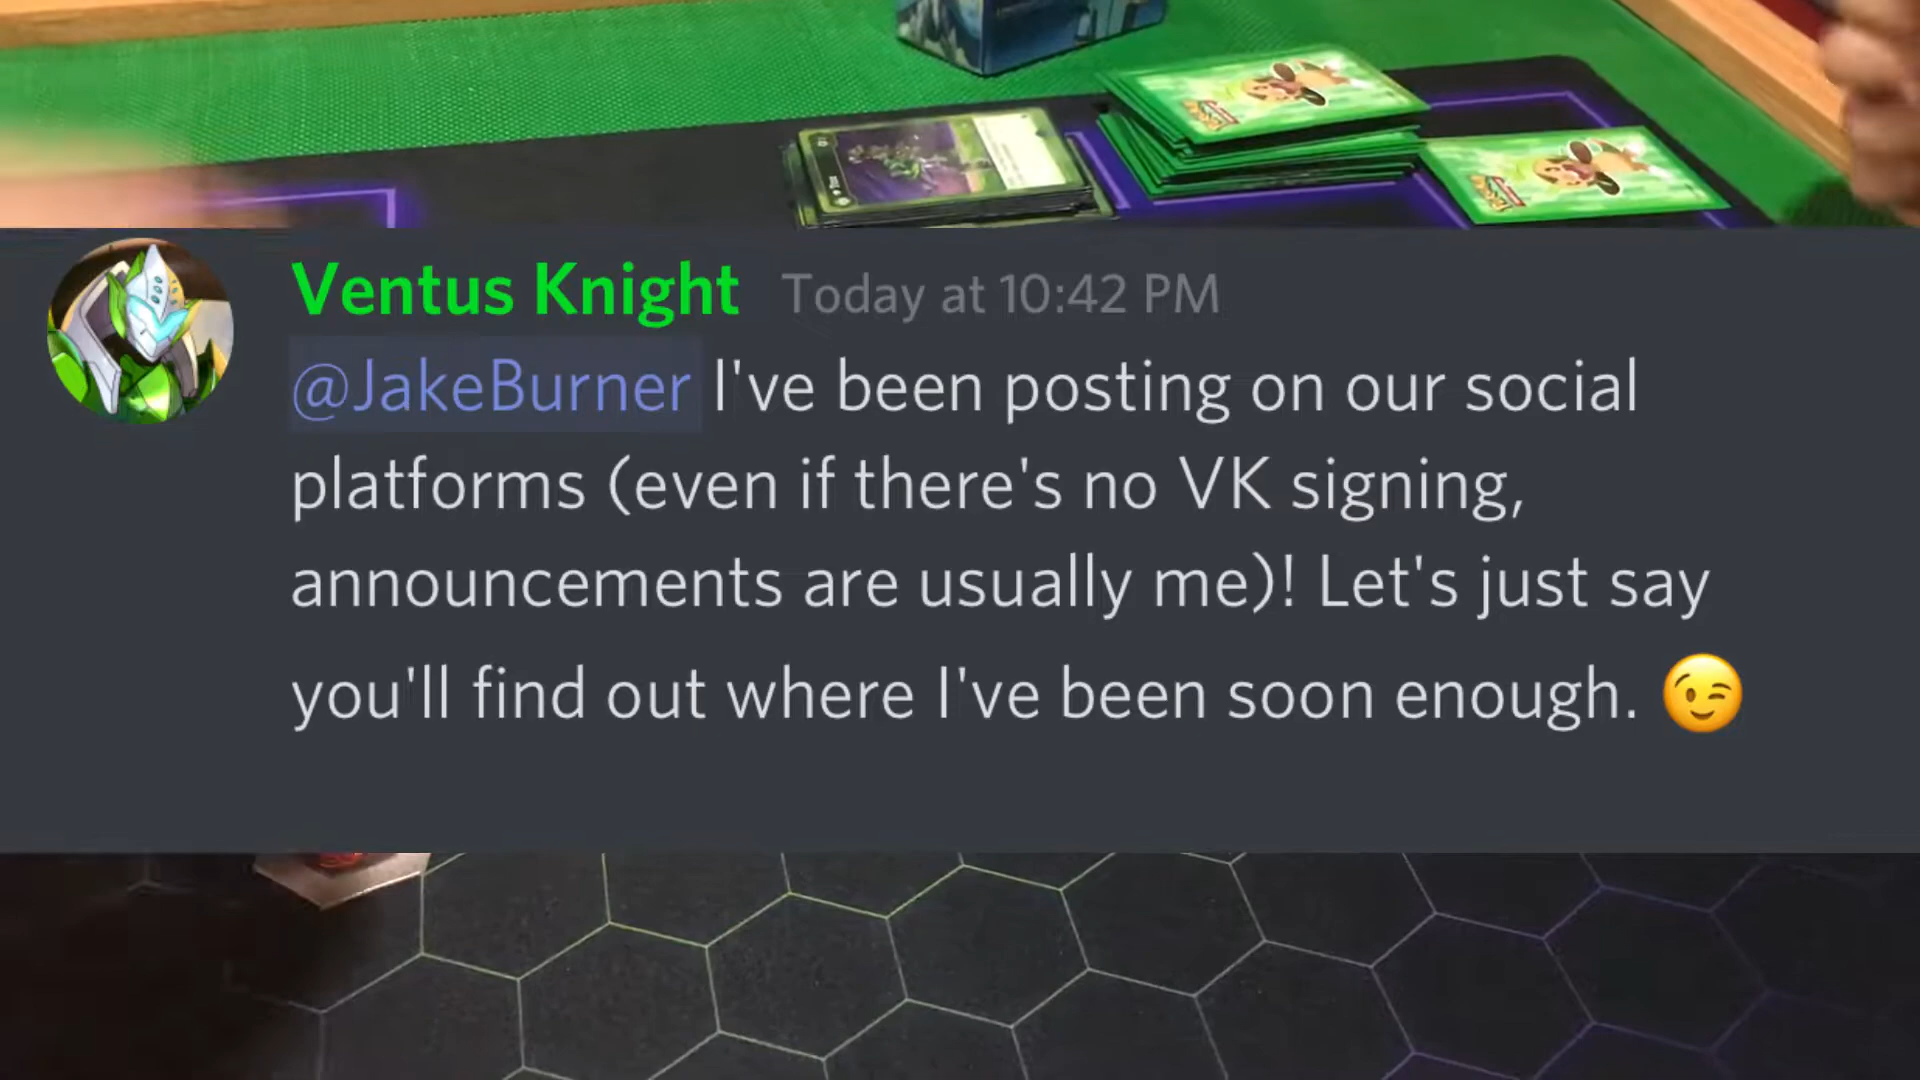 Ventus Knight Today at 10:42 PM
@JakeBurner I've been posting on our social
platforms (even if there's no VK signing,
announcements are usually me)! Let's just say
you'll find out where I've been soon enough. 😉